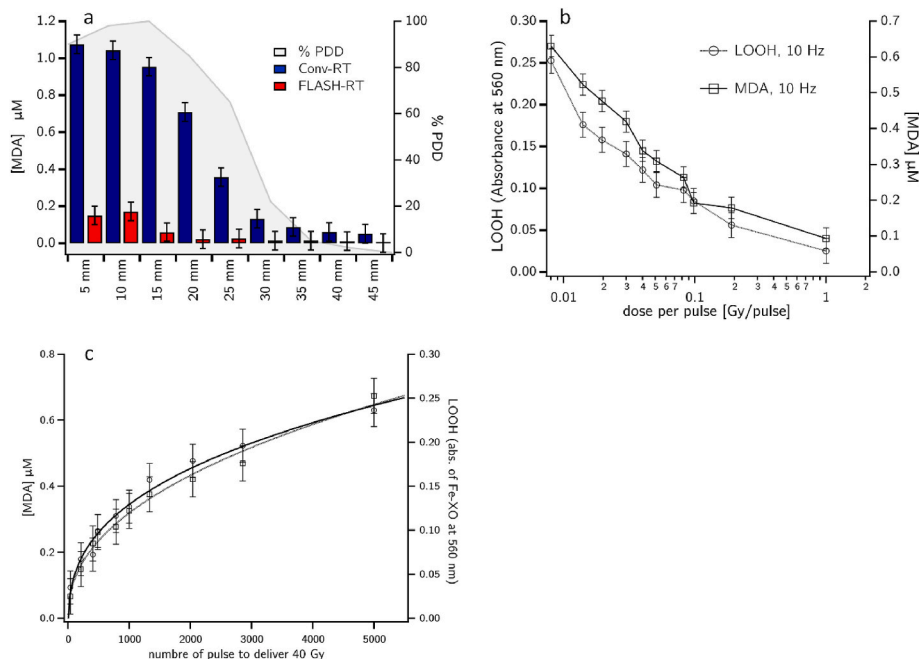 a
1.2
1.0
0.8
0.6
0.4
0.2
0.0
[MDA] µM
100
80
60
40
20
0
% PDD
% PDD
Conv-RT
FLASH-RT
5 mm
10 mm
15 mm
20 mm
25 mm
30 mm
35 mm
40 mm
45 mm
b
0.30
0.25
0.20
0.15
0.10
0.05
0.00
LOOH (Absorbance at 560 nm)
0.7
0.6
0.5
0.4
0.3
0.2
0.1
0.0
[MDA] µM
LOOH, 10 Hz
MDA, 10 Hz
0.01 2 3 4 5 6 7 0.1 2 3 4 5 6 7 1 2
dose per pulse [Gy/pulse]
c
0.8
0.6
0.4
0.2
0.0
[MDA] µM
0.30
0.25
0.20
0.15
0.10
0.05
0.00
LOOH (abs. of
Fe-XO at 560 nm)
0 1000 2000 3000 4000 5000
numbre of pulse to deliver 40 Gy